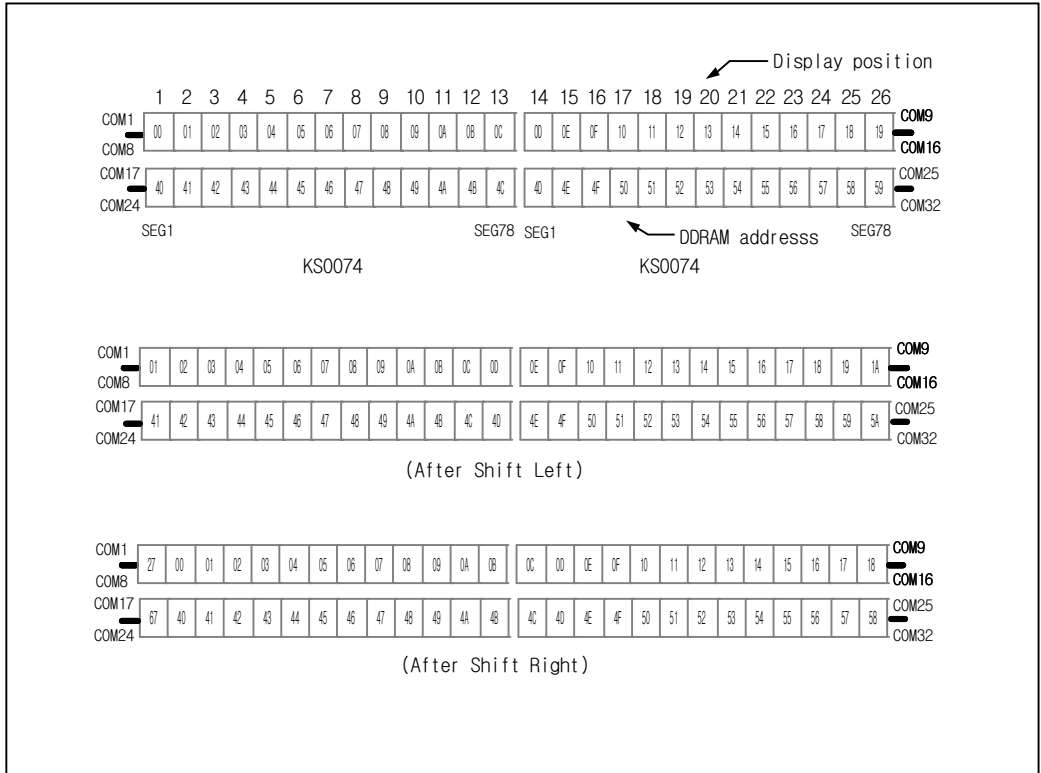 Display position
1 2 3 4 5 6 7 8 9 10 11 12 13 14 15 16 17 18 19 20 21 22 23 24 25 26
COM1 00 01 02 03 04 05 06 07 08 09 0A 0B 0C 0D 0E 0F 10 11 12 13 14 15 16 17 18 19 COM9
COM8 COM16
COM17 40 41 42 43 44 45 46 47 48 49 4A 4B 4C 4D 4E 4F 50 51 52 53 54 55 56 57 58 59 COM25
COM24 COM32
SEG1 SEG78 SEG1 DDRAM addresss SEG78
KS0074 KS0074
COM1 01 02 03 04 05 06 07 08 09 0A 0B 0C 0D 0E 0F 10 11 12 13 14 15 16 17 18 19 1A COM9
COM8 COM16
COM17 41 42 43 44 45 46 47 48 49 4A 4B 4C 4D 4E 4F 50 51 52 53 54 55 56 57 58 59 5A COM25
COM24 COM32
(After Shift Left)
COM1 27 00 01 02 03 04 05 06 07 08 09 0A 0B 0C 0D 0E 0F 10 11 12 13 14 15 16 17 18 COM9
COM8 COM16
COM17 67 40 41 42 43 44 45 46 47 48 49 4A 4B 4C 4D 4E 4F 50 51 52 53 54 55 56 57 58 COM25
COM24 COM32
(After Shift Right)